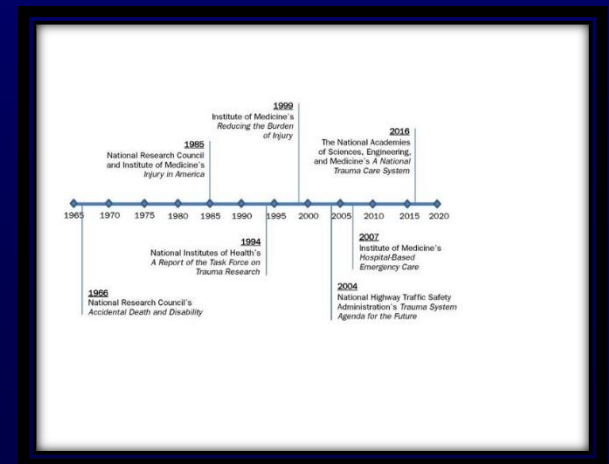 1999
Institute of Medicine's
Reducing the Burden
of Injury
2016
The National Academies
of Sciences, Engineering,
and Medicine's A National
Trauma Care System
1985
National Research Council
and Institute of Medicine's
Injury in America
1965 1970 1975 1980 1985 1990 1995 2000 2005 2010 2015 2020
1994
National Institutes of Health's
A Report of the Task Force on
Trauma Research
2007
Institute of Medicine's
Hospital-Based
Emergency Care
1966
National Research Council's
Accidental Death and Disability
2004
National Highway Traffic Safety
Administration's Trauma System
Agenda for the Future